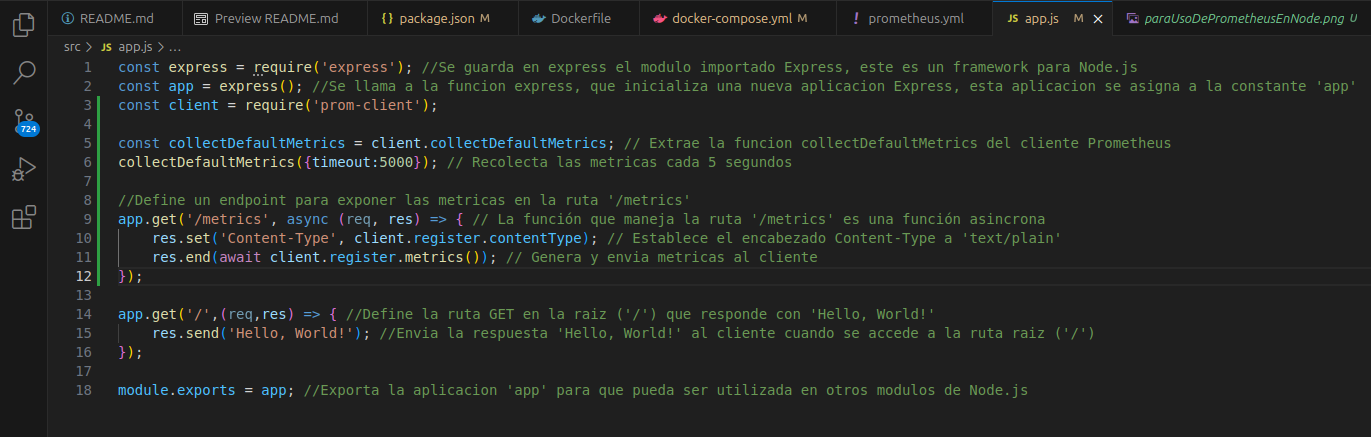 README.md Preview README.md package.json M Dockerfile docker-compose.yml M prometheus.yml JS app.js M paraUsoDePrometheusEnNode.png U
src > JS app.js > ...
1 const express = require('express'); //Se guarda en express el modulo importado Express, este es un framework para Node.js
2 const app = express(); //Se llama a la funcion express, que inicializa una nueva aplicacion Express, esta aplicacion se asigna a la constante 'app'
3 const client = require('prom-client');
4
5 const collectDefaultMetrics = client.collectDefaultMetrics; // Extrae la funcion collectDefaultMetrics del cliente Prometheus
6 collectDefaultMetrics({timeout:5000}); // Recolecta las metricas cada 5 segundos
7
8 //Define un endpoint para exponer las metricas en la ruta '/metrics'
9 app.get('/metrics', async (req, res) => { // La función que maneja la ruta '/metrics' es una función asincrona
10 res.set('Content-Type', client.register.contentType); // Establece el encabezado Content-Type a 'text/plain'
11 res.end(await client.register.metrics()); // Genera y envia metricas al cliente
12 });
13
14 app.get('/',(req,res) => { //Define la ruta GET en la raiz ('/') que responde con 'Hello, World!'
15 res.send('Hello, World!'); //Envia la respuesta 'Hello, World!' al cliente cuando se accede a la ruta raiz ('/')
16 });
17
18 module.exports = app; //Exporta la aplicacion 'app' para que pueda ser utilizada en otros modulos de Node.js
724